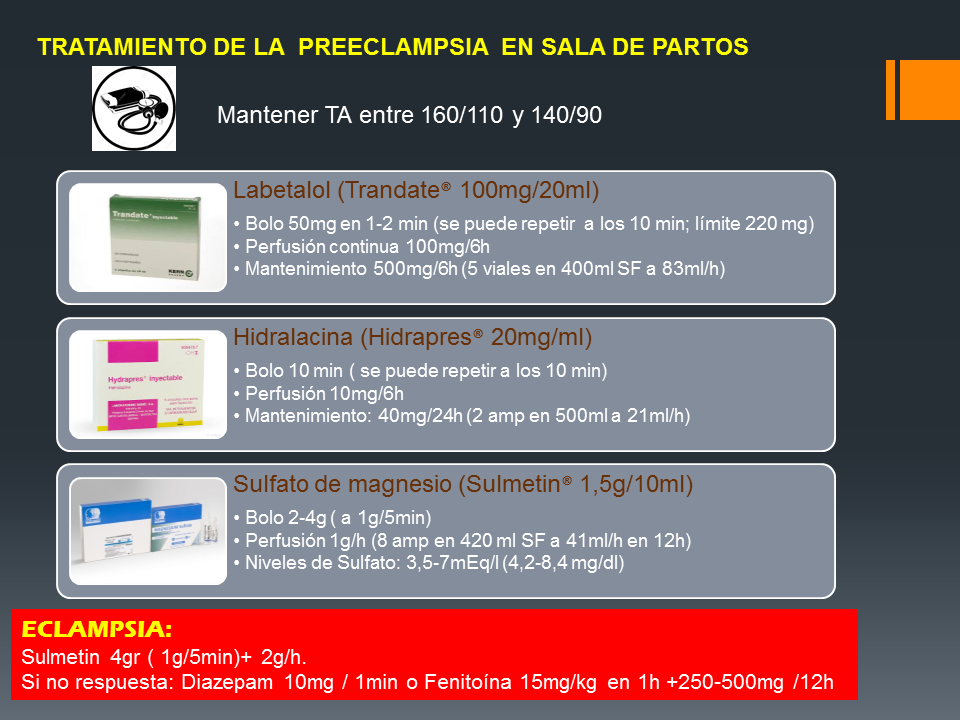 TRATAMIENTO DE LA PREECLAMPSIA EN SALA DE PARTOS
Mantener TA entre 160/110 y 140/90
Labetalol (Trandate® 100mg/20ml)
Trandate® inyectable
KERN
• Bolo 50mg en 1-2 min (se puede repetir a los 10 min; límite 220 mg)
• Perfusión continua 100mg/6h
• Mantenimiento 500mg/6h (5 viales en 400ml SF a 83ml/h)
Hidralacina (Hidrapres® 20mg/ml)
Hydrapres® inyectable
• Bolo 10 min ( se puede repetir a los 10 min)
• Perfusión 10mg/6h
• Mantenimiento: 40mg/24h (2 amp en 500ml a 21ml/h)
Sulfato de magnesio (Sulmetin® 1,5g/10ml)
• Bolo 2-4g ( a 1g/5min)
• Perfusión 1g/h (8 amp en 420 ml SF a 41ml/h en 12h)
• Niveles de Sulfato: 3,5-7mEq/l (4,2-8,4 mg/dl)
ECLAMPSIA:
Sulmetin 4gr ( 1g/5min)+ 2g/h.
Si no respuesta: Diazepam 10mg / 1min o Fenitoína 15mg/kg en 1h +250-500mg /12h